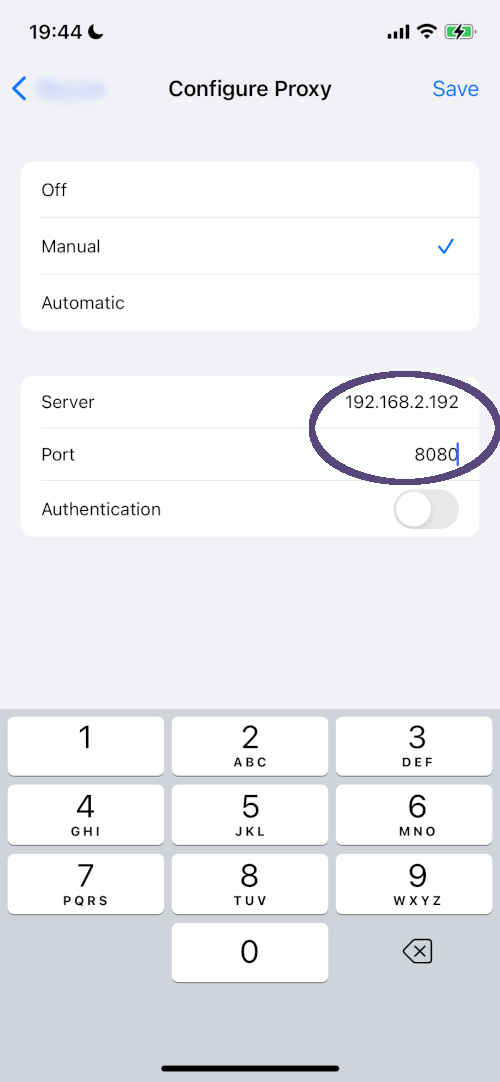 19:44
Configure Proxy Save
Off
Manual
Automatic
Server 192.168.2.192
Port 8080
Authentication
1 2 3
ABC DEF
4 5 6
GHI JKL MNO
7 8 9
PQRS TUV WXYZ
0